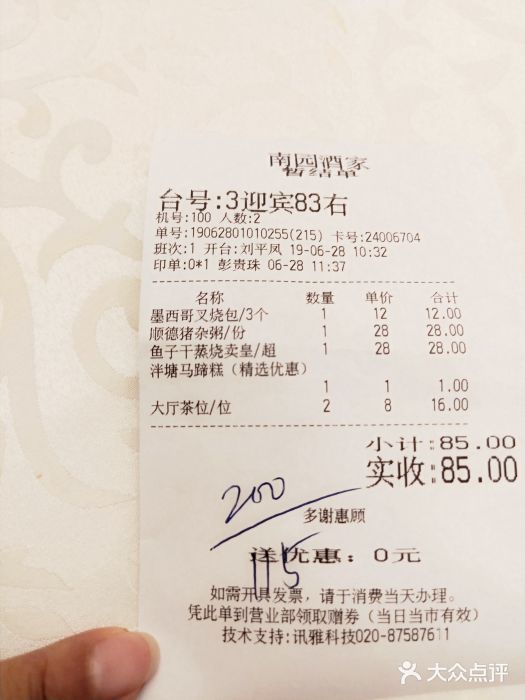 南园酒家
暂结单
台号:3迎宾83右
机号:100 人数:2
单号:19062801010255(215) 卡号:24006704
班次:1 开台:刘平凤 19-06-28 10:32
印单:0*1 彭贵珠 06-28 11:37
名称 数量 单价 合计
墨西哥叉烧包/3个 1 12 12.00
顺德猪杂粥/份 1 28 28.00
鱼子干蒸烧卖皇/超 1 28 28.00
泮塘马蹄糕(精选优惠)
1 1 1.00
大厅茶位/位 2 8 16.00
小计:85.00
实收:85.00
200
多谢惠顾
洋优惠: 0元
115
如需开具发票,请于消费当天办理。
凭此单到营业部领取赠券(当日当市有效)
技术支持:讯雅科技020-87587611
大众点评